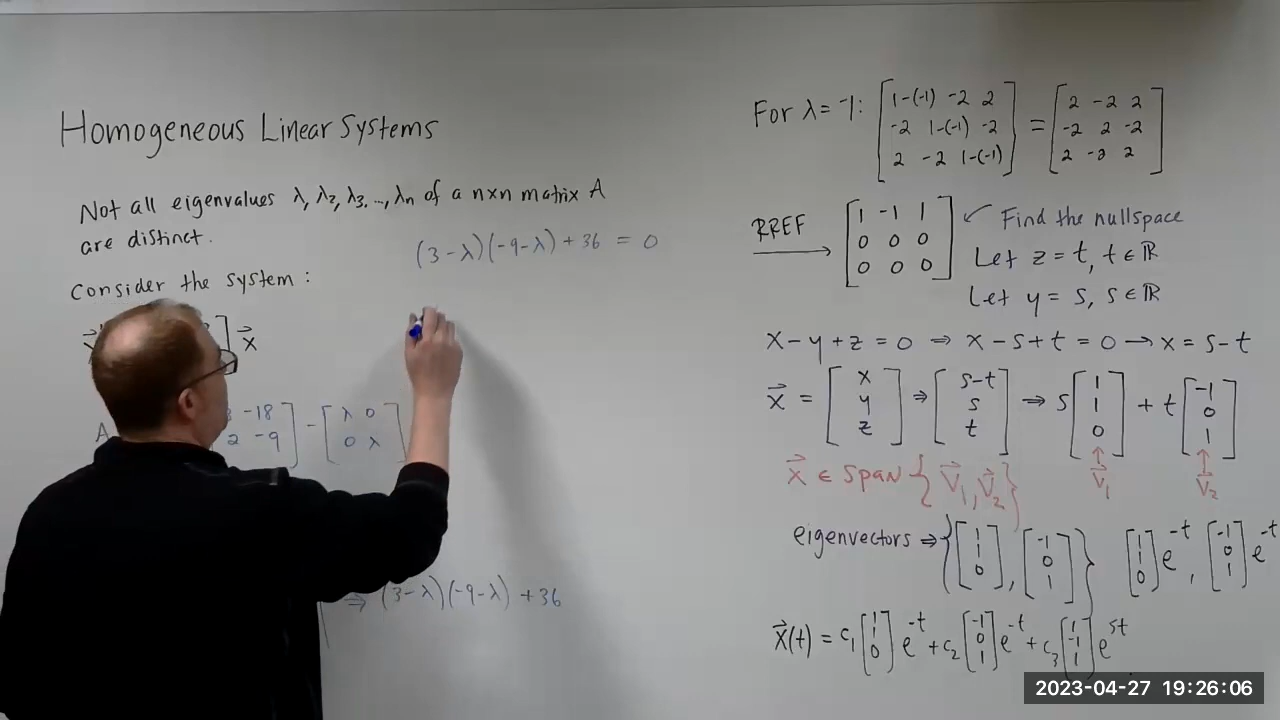 Homogeneous Linear Systems
Not all eigenvalues λ, λ2, λ3, ..., λn of a n×n matrix A
are distinct.
(3-λ)(-9-λ) + 36 = 0
Consider the system:
] x⃗
-18 ] - [ λ 0
2 -9 ] [ 0 λ ]
A
⇒ (3-λ)(-9-λ) + 36
For λ = -1: [ 1-(-1) -2 2 ] = [ 2 -2 2 ]
[ -2 1-(-1) -2 ] [ -2 2 -2 ]
[ 2 -2 1-(-1) ] [ 2 -2 2 ]
RREF → [ 1 -1 1 ] ↙ Find the nullspace
[ 0 0 0 ] Let z = t, t ∈ ℝ
[ 0 0 0 ] Let y = s, s ∈ ℝ
x - y + z = 0 ⇒ x - s + t = 0 → x = s - t
x⃗ = [ x ] ⇒ [ s-t ] ⇒ s [ 1 ] + t [ -1 ]
[ y ] [ s ] [ 1 ] [ 0 ]
[ z ] [ t ] [ 0 ] [ 1 ]
x⃗ ∈ span { v⃗1, v⃗2 } ↑ v⃗1 ↑ v⃗2
eigenvectors ⇒ { [ 1 ], [ -1 ] } [ 1 ] e^-t, [ -1 ] e^-t
[ 1 ] [ 0 ] [ 1 ] [ 0 ]
[ 0 ] [ 1 ] [ 0 ] [ 1 ]
x⃗(t) = c1 [ 1 ] e^-t + c2 [ -1 ] e^-t + c3 [ 1 ] e^5t
[ 1 ] [ 0 ] [ -1 ]
[ 0 ] [ 1 ] [ 1 ]
2023-04-27 19:26:06